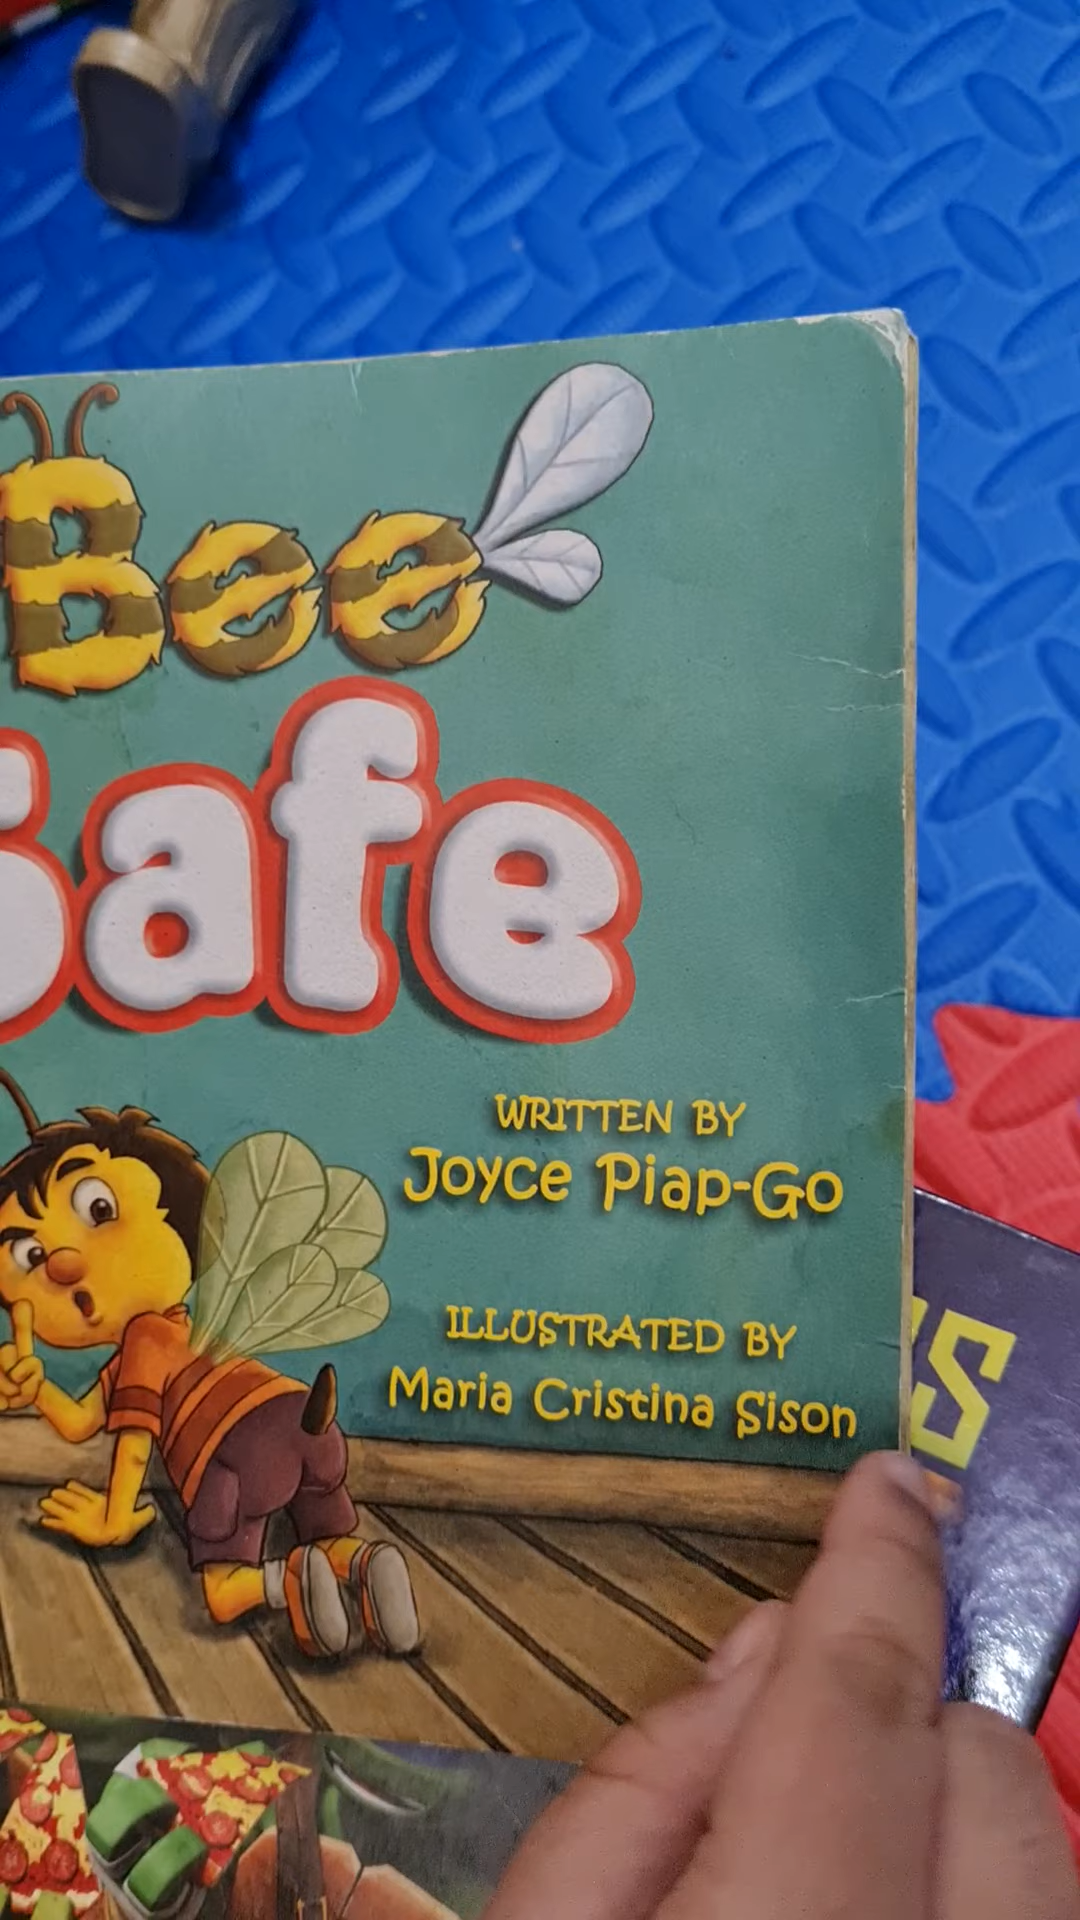 Bee
Safe
WRITTEN BY
Joyce Piap-Go
ILLUSTRATED BY
Maria Cristina Sison